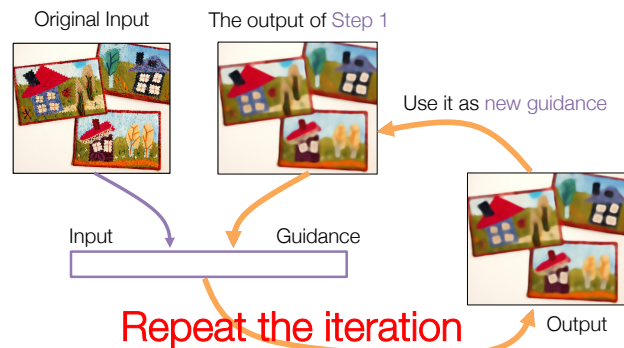 Original Input
The output of Step 1
Use it as new guidance
Input
Guidance
Repeat the iteration
Output